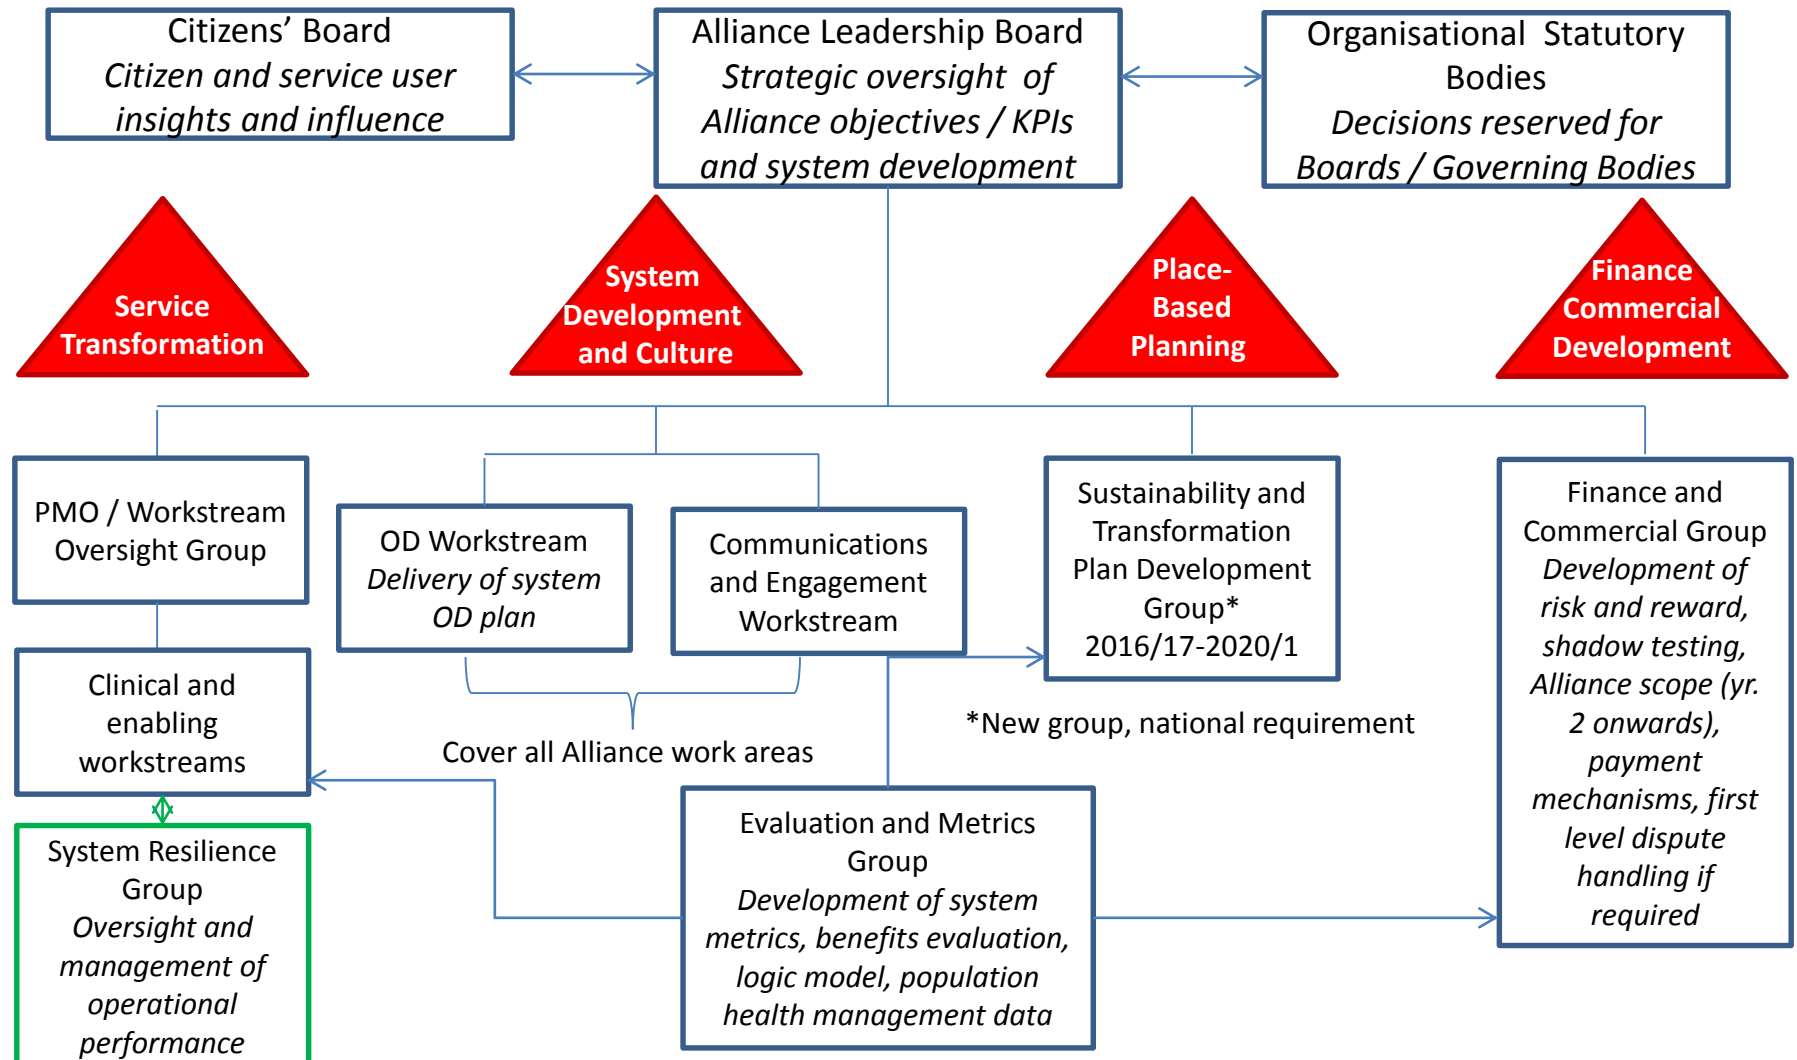 Citizens’ Board
Citizen and service user
insights and influence
Alliance Leadership Board
Strategic oversight of
Alliance objectives / KPIs
and system development
Organisational Statutory
Bodies
Decisions reserved for
Boards / Governing Bodies
Service
Transformation
System
Development
and Culture
Place-
Based
Planning
Finance
Commercial
Development
PMO / Workstream
Oversight Group
OD Workstream
Delivery of system
OD plan
Communications
and Engagement
Workstream
Sustainability and
Transformation
Plan Development
Group*
2016/17-2020/1
Finance and
Commercial Group
Development of
risk and reward,
shadow testing,
Alliance scope (yr.
2 onwards),
payment
mechanisms, first
level dispute
handling if
required
Clinical and
enabling
workstreams
Cover all Alliance work areas
*New group, national requirement
System Resilience
Group
Oversight and
management of
operational
performance
Evaluation and Metrics
Group
Development of system
metrics, benefits evaluation,
logic model, population
health management data